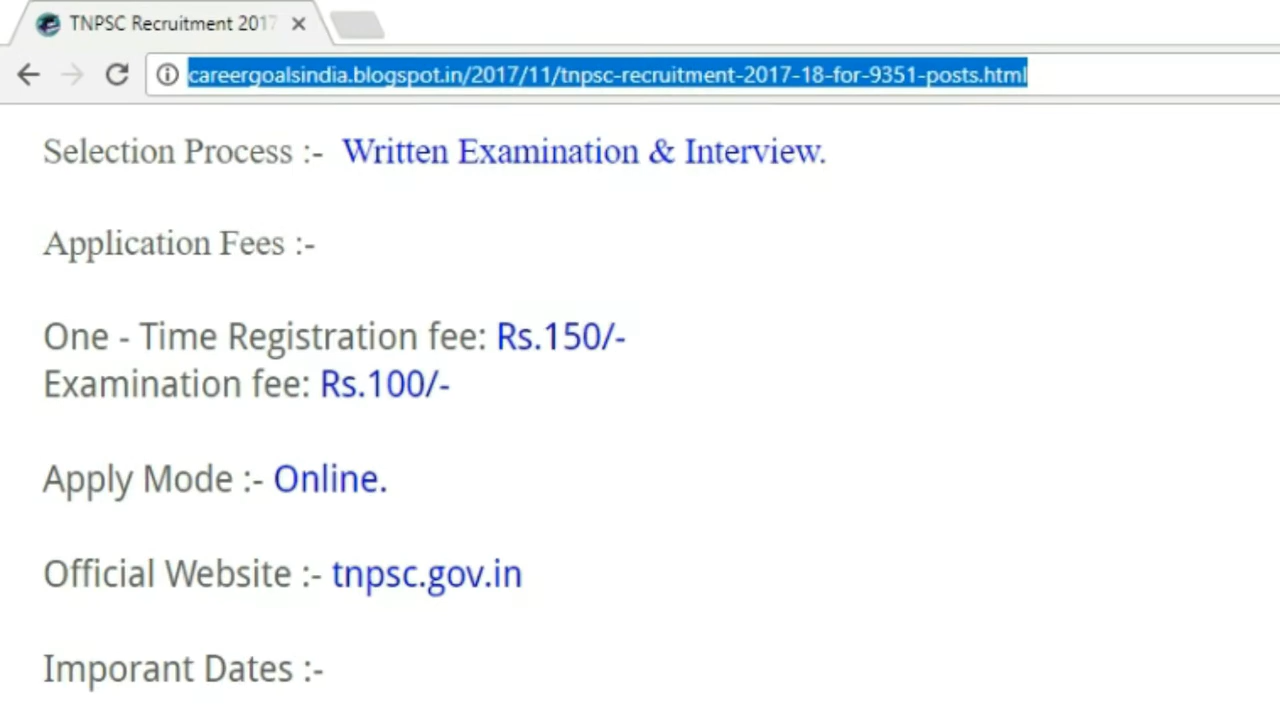 TNPSC Recruitment 2017
careergoalsindia.blogspot.in/2017/11/tnpsc-recruitment-2017-18-for-9351-posts.html
Selection Process :- Written Examination & Interview.
Application Fees :-
One - Time Registration fee: Rs.150/-
Examination fee: Rs.100/-
Apply Mode :- Online.
Official Website :- tnpsc.gov.in
Imporant Dates :-